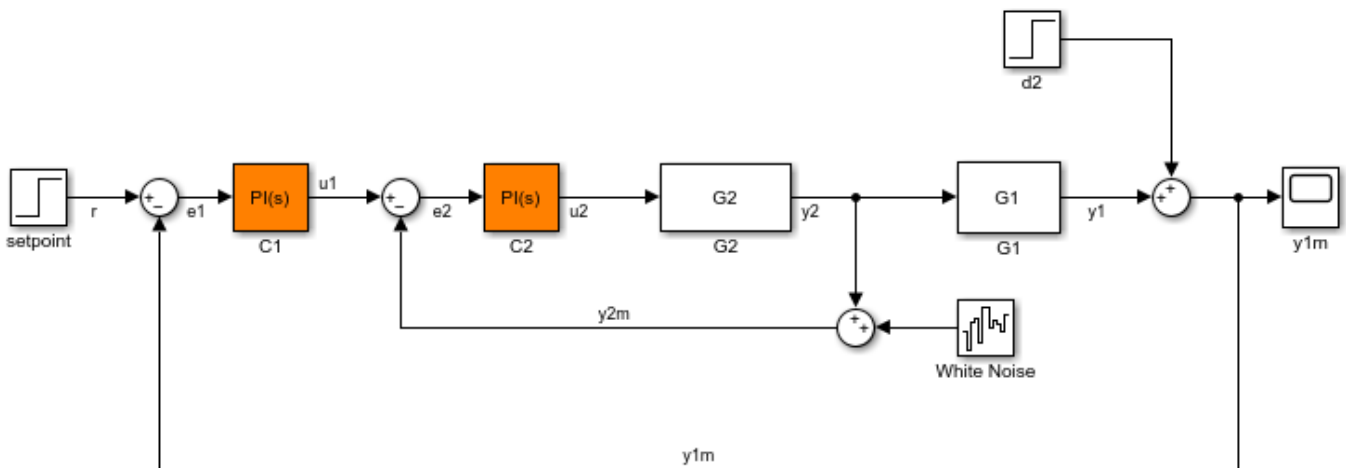 d2
+
+
setpoint
r
+
−
e1
PI(s)
C1
u1
+
−
e2
PI(s)
C2
u2
G2
G2
y2
G1
G1
y1
y1m
y2m
+
+
White Noise
y1m